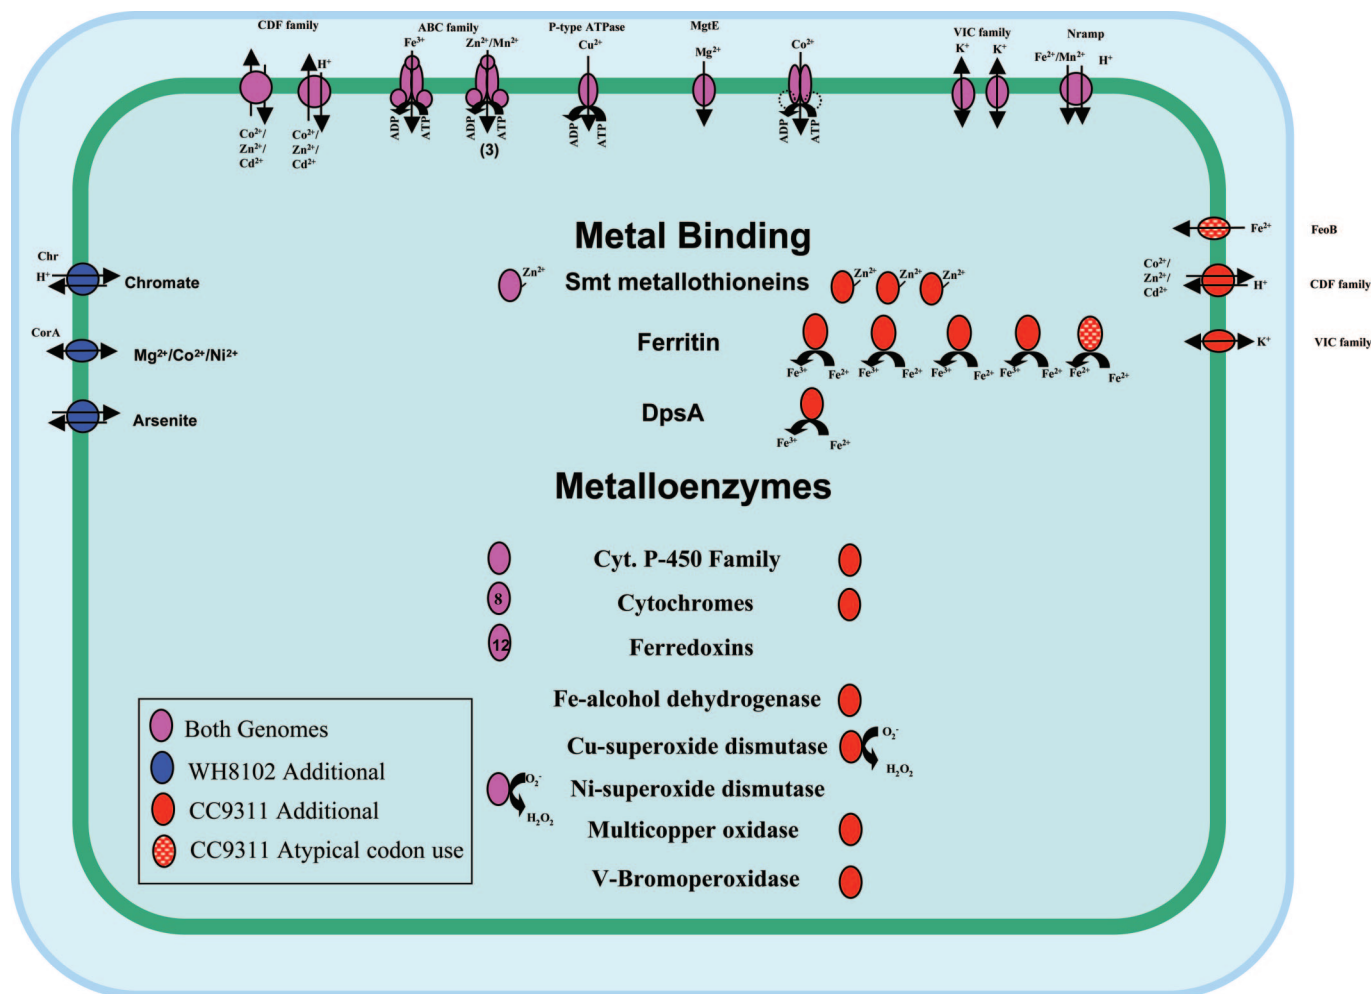 CDF family
ABC family
P-type ATPase
MgtE
VIC family
Nramp
H⁺
Fe³⁺
Zn²⁺/Mn²⁺
Cu²⁺
Mg²⁺
Co²⁺
K⁺
K⁺
Fe²⁺/Mn²⁺
H⁺
Co²⁺/
Zn²⁺/
Cd²⁺
Co²⁺/
Zn²⁺/
Cd²⁺
ADP
ATP
ADP
ATP
(3)
ADP
ATP
ADP
ATP
Chr
H⁺
Chromate
CorA
Mg²⁺/Co²⁺/Ni²⁺
Arsenite
Fe²⁺
FeoB
Co²⁺/
Zn²⁺/
Cd²⁺
H⁺
CDF family
K⁺
VIC family
Metal Binding
Zn²⁺
Smt metallothioneins
Zn²⁺
Zn²⁺
Zn²⁺
Ferritin
Fe³⁺
Fe²⁺
Fe³⁺
Fe²⁺
Fe³⁺
Fe²⁺
Fe³⁺
Fe²⁺
Fe²⁺
Fe²⁺
DpsA
Fe³⁺
Fe²⁺
Metalloenzymes
Cyt. P-450 Family
8
Cytochromes
12
Ferredoxins
Fe-alcohol dehydrogenase
Cu-superoxide dismutase
O₂⁻
H₂O₂
O₂⁻
H₂O₂
Ni-superoxide dismutase
Multicopper oxidase
V-Bromoperoxidase
Both Genomes
WH8102 Additional
CC9311 Additional
CC9311 Atypical codon use